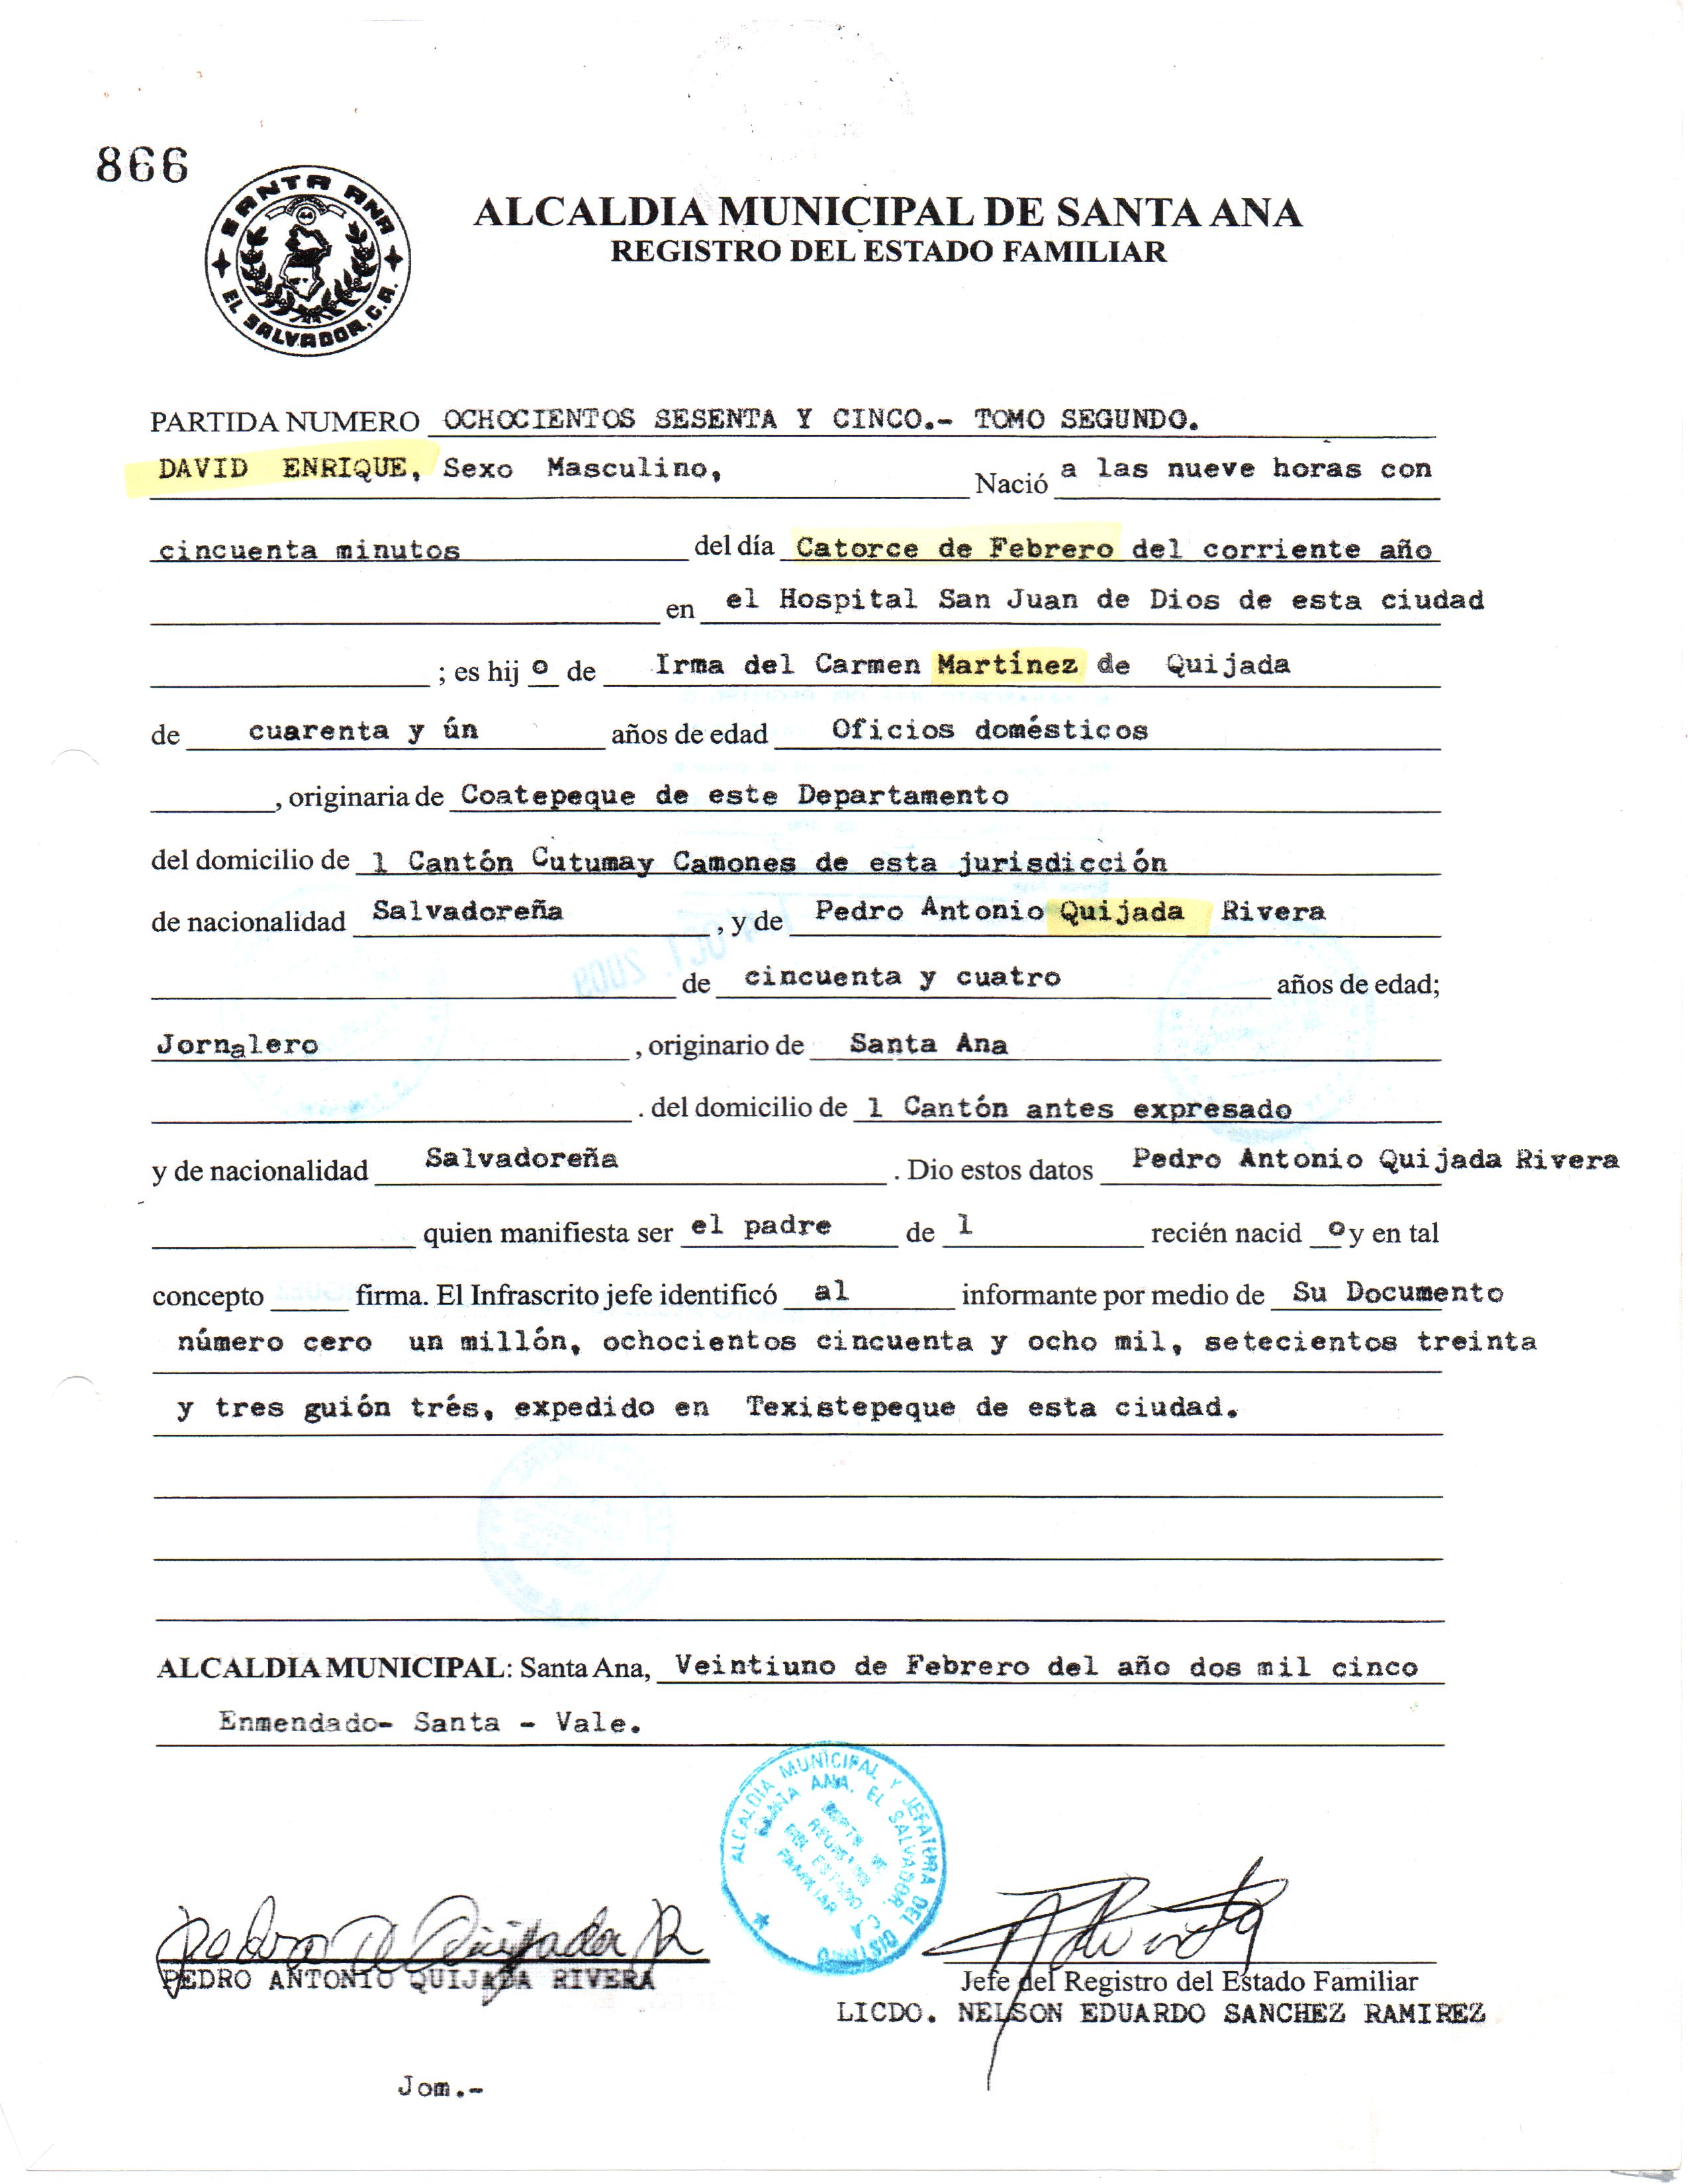 866
SANTA ANA
44
EL SALVADOR, C.A.
ALCALDIA MUNICIPAL DE SANTA ANA
REGISTRO DEL ESTADO FAMILIAR
PARTIDA NUMERO OCHOCIENTOS SESENTA Y CINCO.- TOMO SEGUNDO.
DAVID ENRIQUE, Sexo Masculino, Nació a las nueve horas con
cincuenta minutos del día Catorce de Febrero del corriente año
en el Hospital San Juan de Dios de esta ciudad
; es hij o de Irma del Carmen Martínez de Quijada
de cuarenta y ún años de edad Oficios domésticos
, originaria de Coatepeque de este Departamento
del domicilio de l Cantón Cutumay Camones de esta jurisdicción
de nacionalidad Salvadoreña , y de Pedro Antonio Quijada Rivera
de cincuenta y cuatro años de edad;
Jornalero , originario de Santa Ana
. del domicilio de l Cantón antes expresado
y de nacionalidad Salvadoreña . Dio estos datos Pedro Antonio Quijada Rivera
quien manifiesta ser el padre de l recién nacid o y en tal
concepto firma. El Infrascrito jefe identificó al informante por medio de Su Documento
número cero un millón, ochocientos cincuenta y ocho mil, setecientos treinta
y tres guión trés, expedido en Texistepeque de esta ciudad.
ALCALDIA MUNICIPAL: Santa Ana, Veintiuno de Febrero del año dos mil cinco
Enmendado- Santa - Vale.
ALCALDIA MUNICIPAL Y JEFATURA DEL DISTRITO
SANTA ANA, EL SALVADOR, C.A.
REGISTRO
DEL ESTADO
FAMILIAR
Pedro A Quijada R
PEDRO ANTONIO QUIJADA RIVERA
Jefe del Registro del Estado Familiar
LICDO. NELSON EDUARDO SANCHEZ RAMIREZ
Jom.-